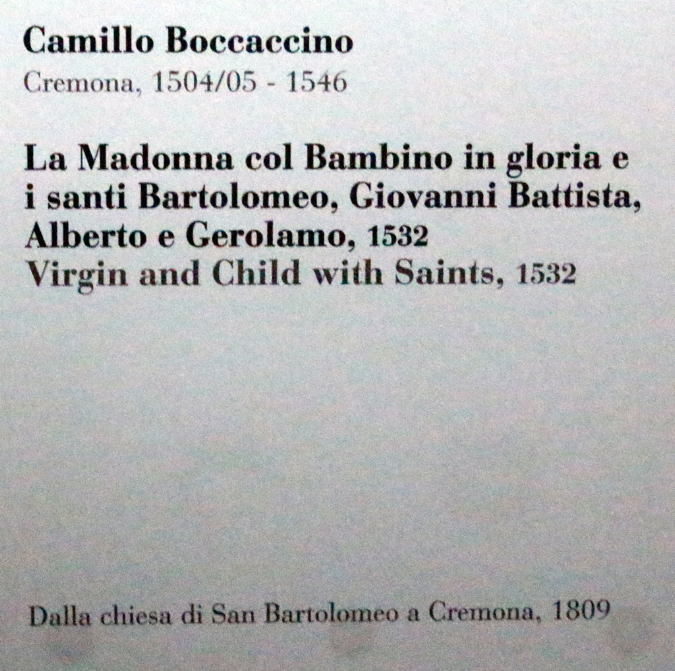 Camillo Boccaccino
Cremona, 1504/05 - 1546
La Madonna col Bambino in gloria e
i santi Bartolomeo, Giovanni Battista,
Alberto e Gerolamo, 1532
Virgin and Child with Saints, 1532
Dalla chiesa di San Bartolomeo a Cremona, 1809